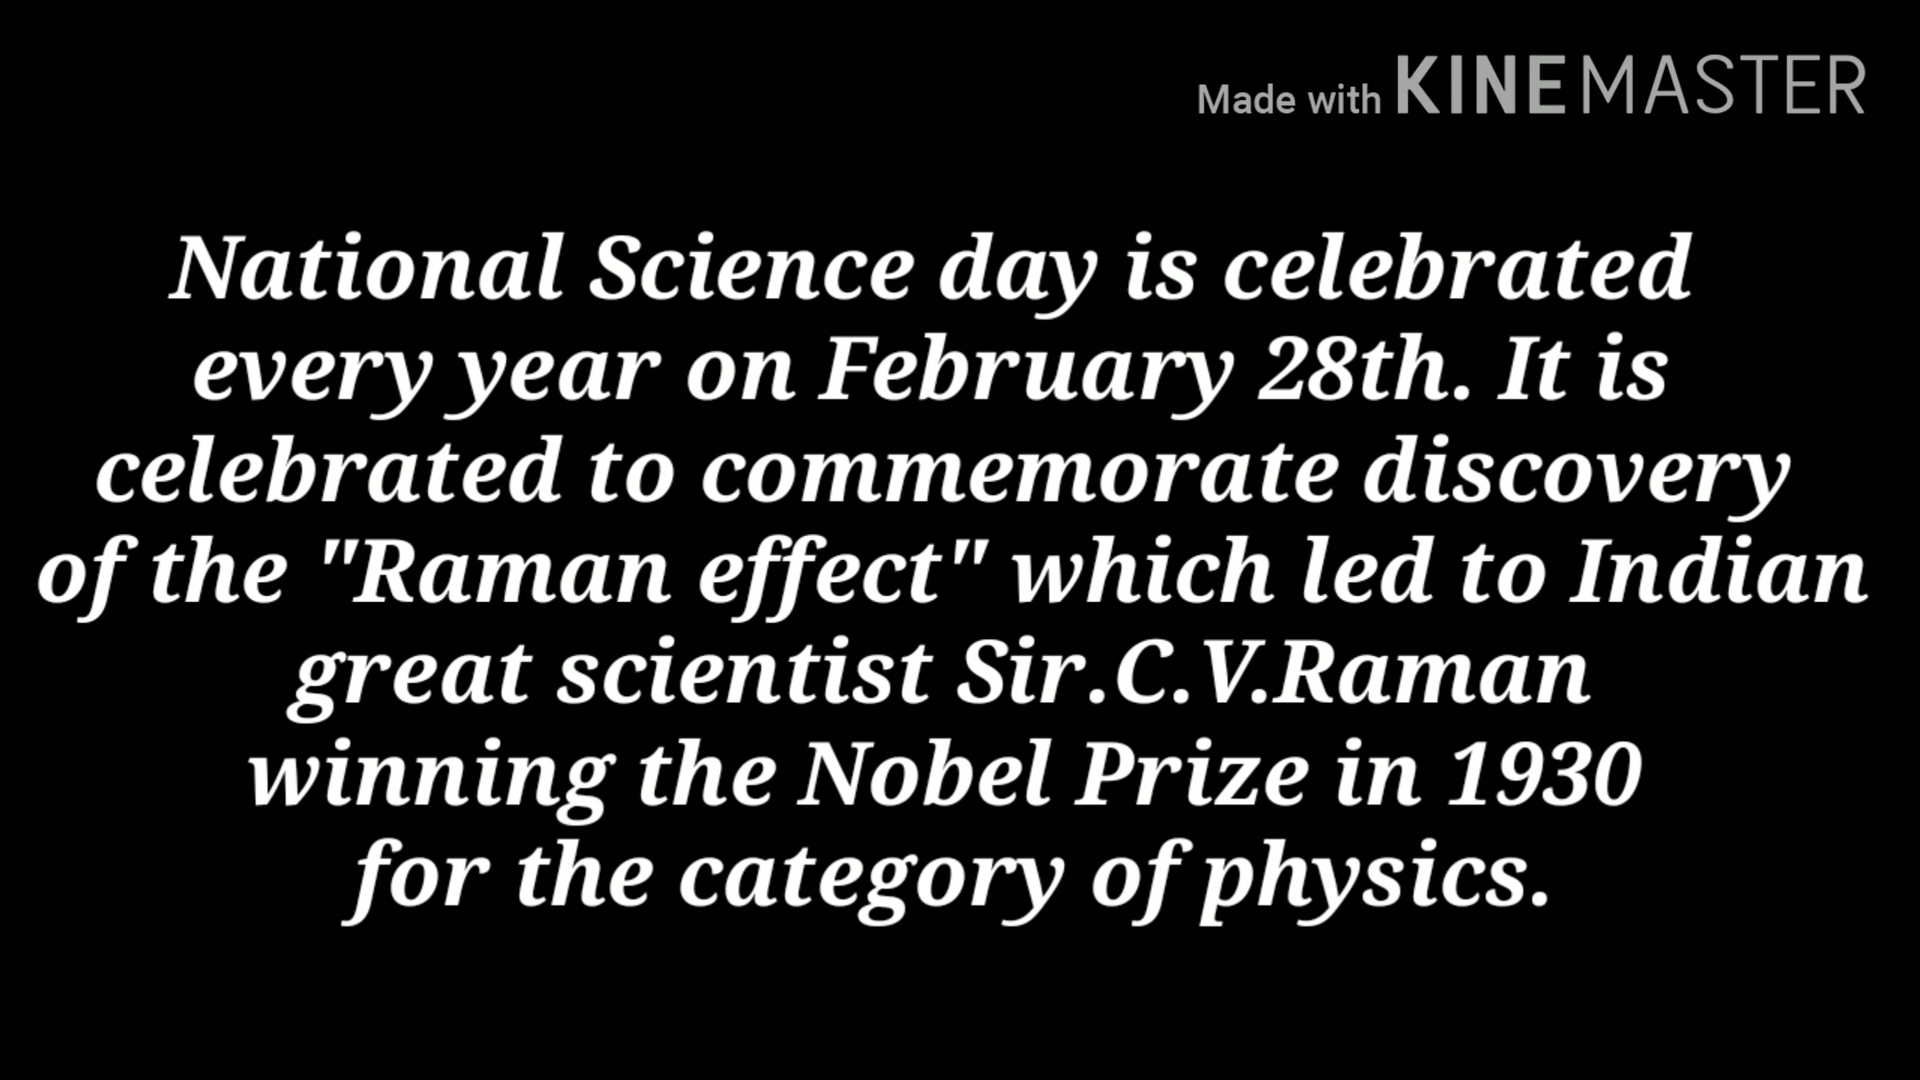 Made with KINEMASTER
National Science day is celebrated
every year on February 28th. It is
celebrated to commemorate discovery
of the "Raman effect" which led to Indian
great scientist Sir.C.V.Raman
winning the Nobel Prize in 1930
for the category of physics.